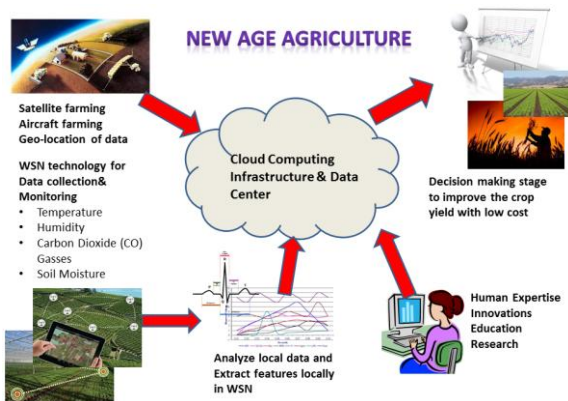 NEW AGE AGRICULTURE
Satellite farming
Aircraft farming
Geo-location of data
WSN technology for
Data collection&
Monitoring
• Temperature
• Humidity
• Carbon Dioxide (CO)
Gasses
• Soil Moisture
Cloud Computing
Infrastructure & Data
Center
Decision making stage
to improve the crop
yield with low cost
Analyze local data and
Extract features locally
in WSN
Human Expertise
Innovations
Education
Research